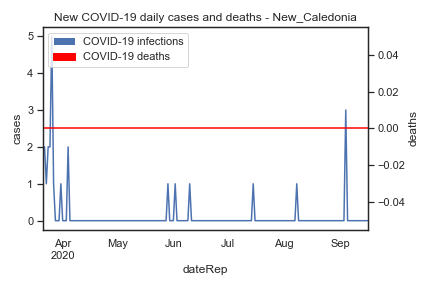 New COVID-19 daily cases and deaths - New_Caledonia
COVID-19 infections
COVID-19 deaths
cases
5
4
3
2
1
0
deaths
0.04
0.02
0.00
−0.02
−0.04
Apr
2020
May
Jun
Jul
Aug
Sep
dateRep